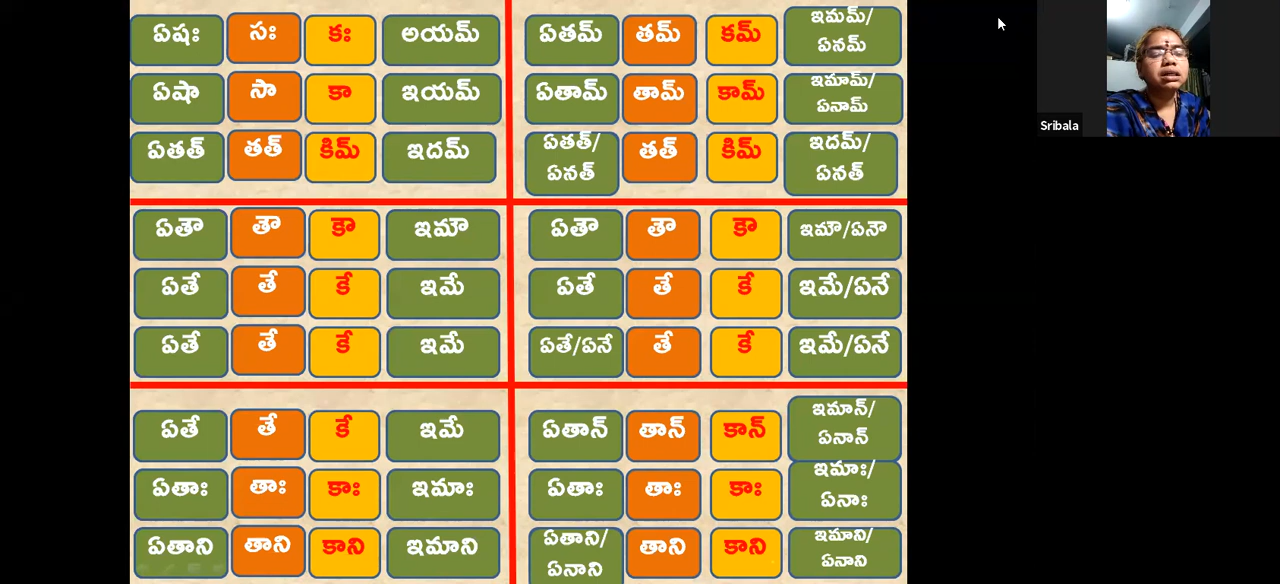 ఏషః సః కః అయమ్
ఏషా సా కా ఇయమ్
ఏతత్ తత్ కిమ్ ఇదమ్
ఏతమ్ తమ్ కమ్ ఇమమ్/
ఏనమ్
ఏతామ్ తామ్ కామ్ ఇమామ్/
ఏనామ్
ఏతత్/ తత్ కిమ్ ఇదమ్/
ఏనత్ ఏనత్
ఏతౌ తౌ కౌ ఇమౌ
ఏతే తే కే ఇమే
ఏతే తే కే ఇమే
ఏతౌ తౌ కౌ ఇమౌ/ఏనౌ
ఏతే తే కే ఇమే/ఏనే
ఏతే/ఏనే తే కే ఇమే/ఏనే
ఏతే తే కే ఇమే
ఏతాః తాః కాః ఇమాః
ఏతాని తాని కాని ఇమాని
ఏతాన్ తాన్ కాన్ ఇమాన్/
ఏనాన్
ఏతాః తాః కాః ఇమాః/
ఏనాః
ఏతాని/ తాని కాని ఇమాని/
ఏనాని ఏనాని
Sribala